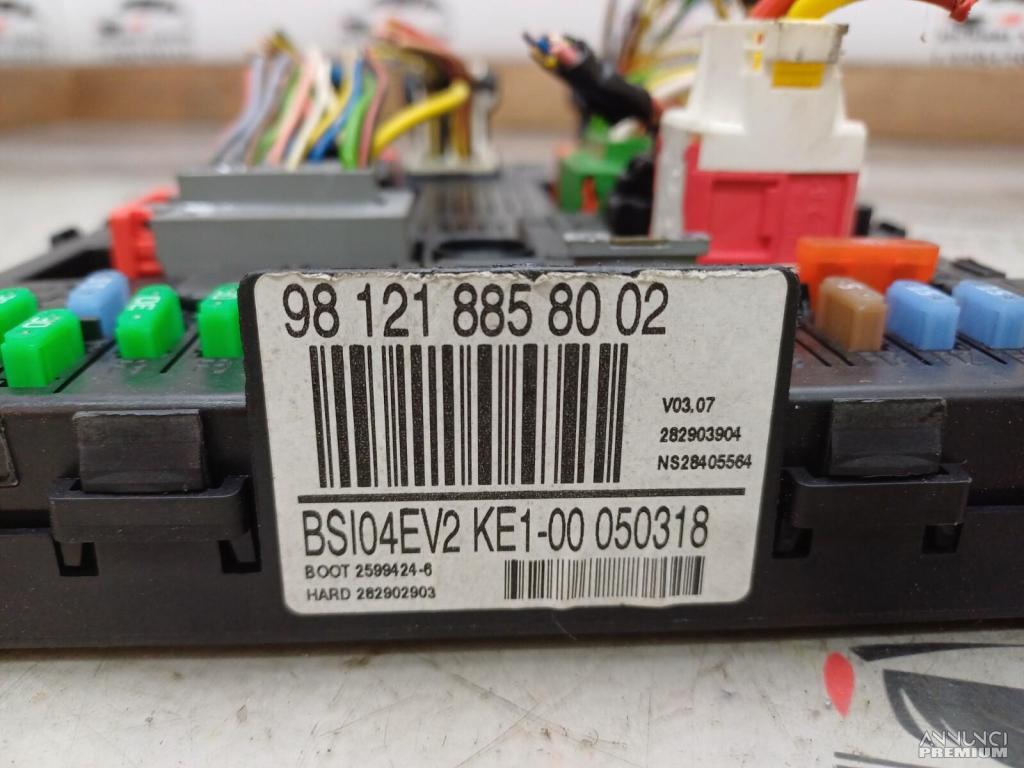 98 121 885 80 02
V03.07
282903904
NS28405564
BSI04EV2 KE1-00 050318
BOOT 2599424-6
HARD 282902903
ANNUNCI
PREMIUM